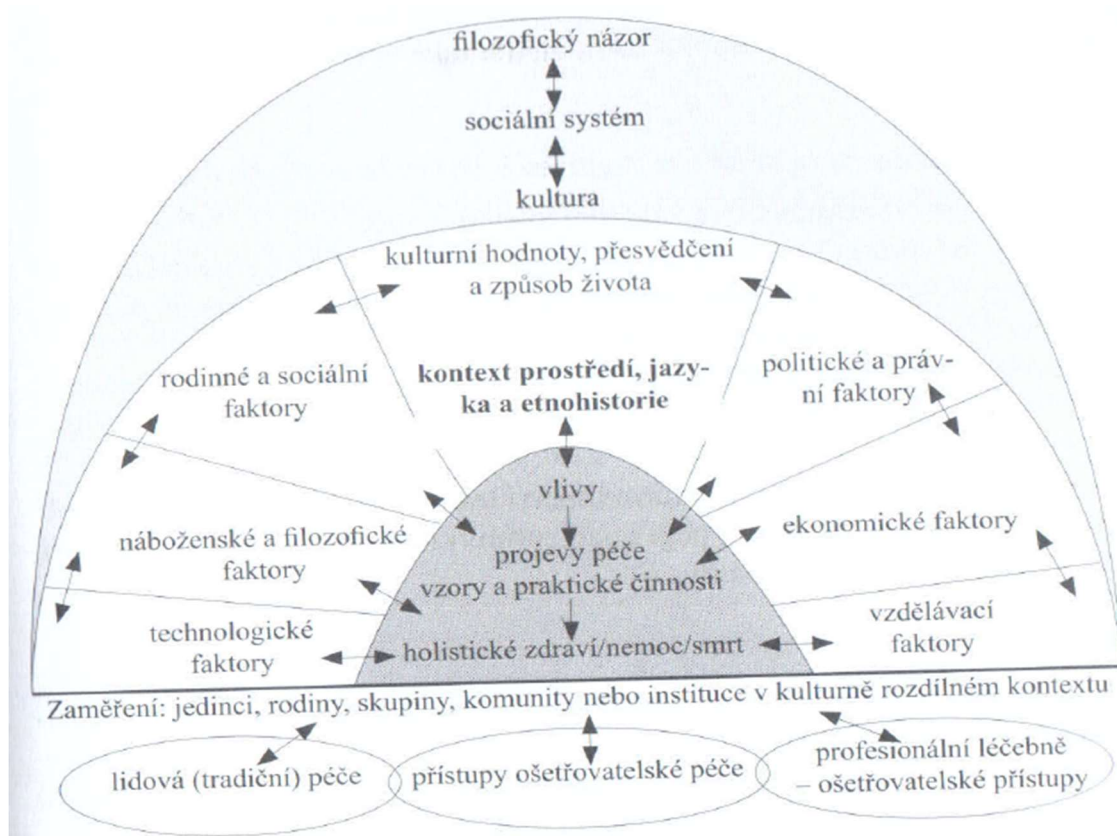 filozofický názor
sociální systém
kultura
kulturní hodnoty, přesvědčení
a způsob života
rodinné a sociální
faktory
kontext prostředí, jazy-
ka a etnohistorie
politické a práv-
ní faktory
vlivy
náboženské a filozofické
faktory
projevy péče
vzory a praktické činnosti
ekonomické faktory
technologické
faktory
holistické zdraví/nemoc/smrt
vzdělávací
faktory
Zaměření: jedinci, rodiny, skupiny, komunity nebo instituce v kulturně rozdílném kontextu
lidová (tradiční) péče
přístupy ošetřovatelské péče
profesionální léčebně
– ošetřovatelské přístupy